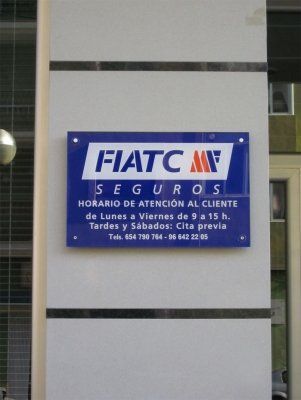 FIATC
SEGUROS
HORARIO DE ATENCIÓN AL CLIENTE
de Lunes a Viernes de 9 a 15 h.
Tardes y Sábados: Cita previa
Tels. 654 790 764 - 96 642 22 05